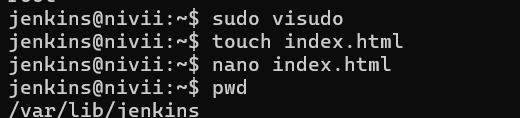 jenkins@nivii:~$ sudo visudo
jenkins@nivii:~$ touch index.html
jenkins@nivii:~$ nano index.html
jenkins@nivii:~$ pwd
/var/lib/jenkins